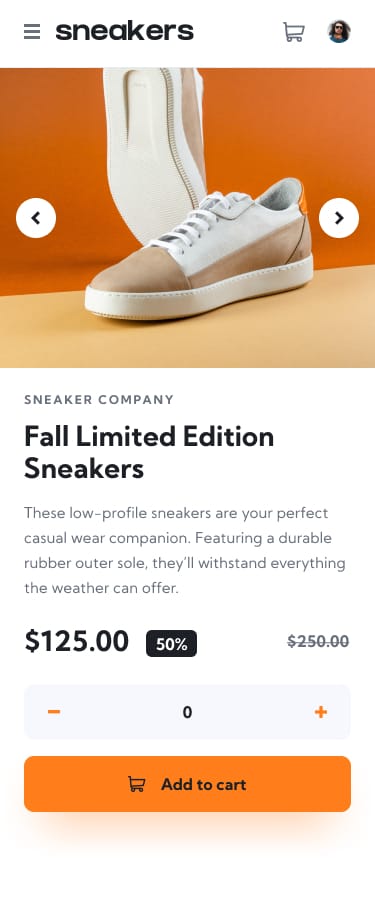 sneakers
SNEAKER COMPANY
Fall Limited Edition
Sneakers
These low-profile sneakers are your perfect
casual wear companion. Featuring a durable
rubber outer sole, they’ll withstand everything
the weather can offer.
$125.00 50% $250.00
0
Add to cart